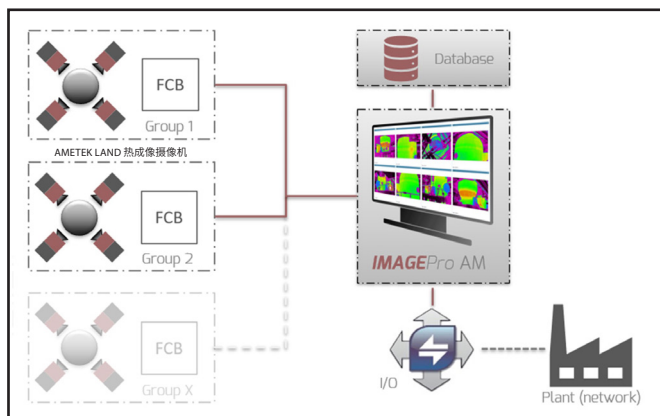 FCB
Group 1
AMETEK LAND 热成像摄像机
FCB
Group 2
FCB
Group X
Database
IMAGEPro AM
I/O
Plant (network)